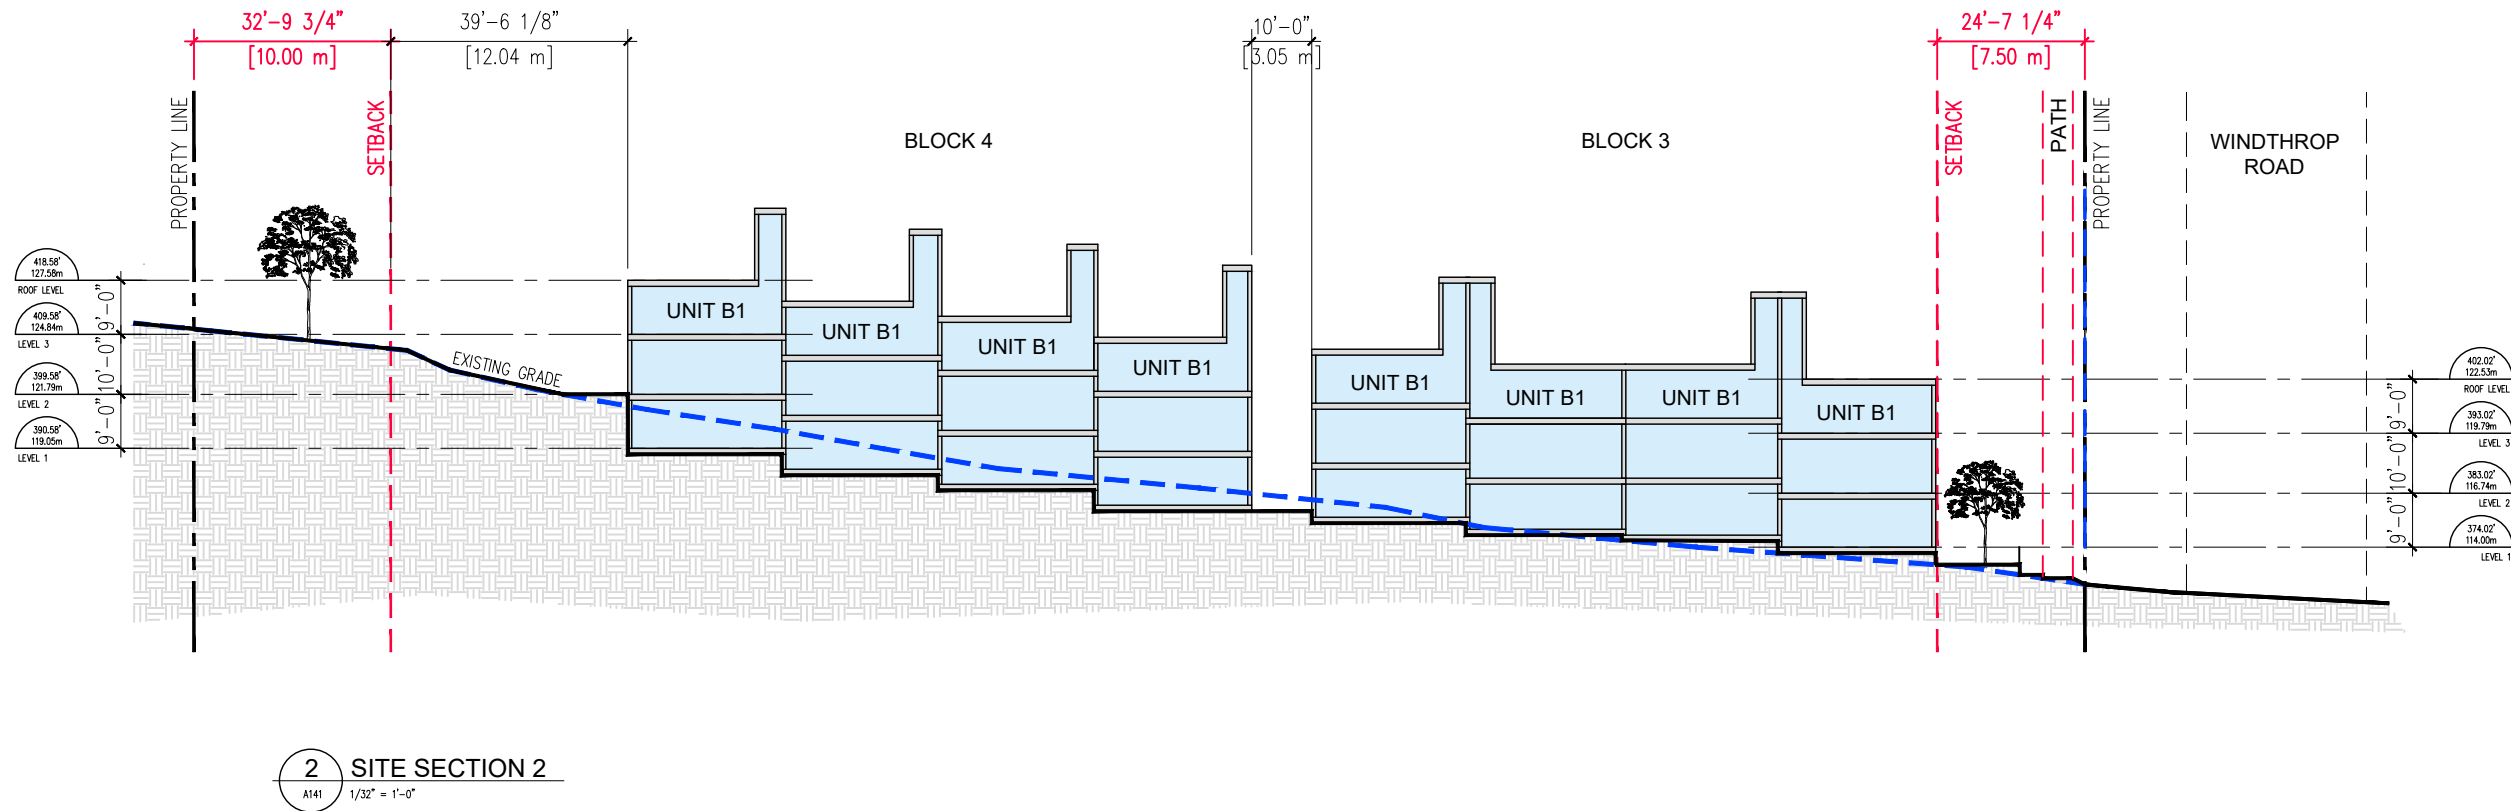 32'-9 3/4"
[10.00 m]
39'-6 1/8"
[12.04 m]
10'-0"
[3.05 m]
24'-7 1/4"
[7.50 m]
PROPERTY LINE
SETBACK
BLOCK 4
BLOCK 3
SETBACK
PATH
PROPERTY LINE
WINDTHROP
ROAD
418.58'
127.58m
ROOF LEVEL
9'-0"
409.58'
124.84m
LEVEL 3
10'-0"
399.58'
121.79m
LEVEL 2
9'-0"
390.58'
119.05m
LEVEL 1
EXISTING GRADE
UNIT B1
UNIT B1
UNIT B1
UNIT B1
UNIT B1
UNIT B1
UNIT B1
UNIT B1
402.02'
122.53m
ROOF LEVEL
9'-0"
393.02'
119.79m
LEVEL 3
10'-0"
383.02'
116.74m
LEVEL 2
9'-0"
374.02'
114.00m
LEVEL 1
2
A141
SITE SECTION 2
1/32" = 1'-0"